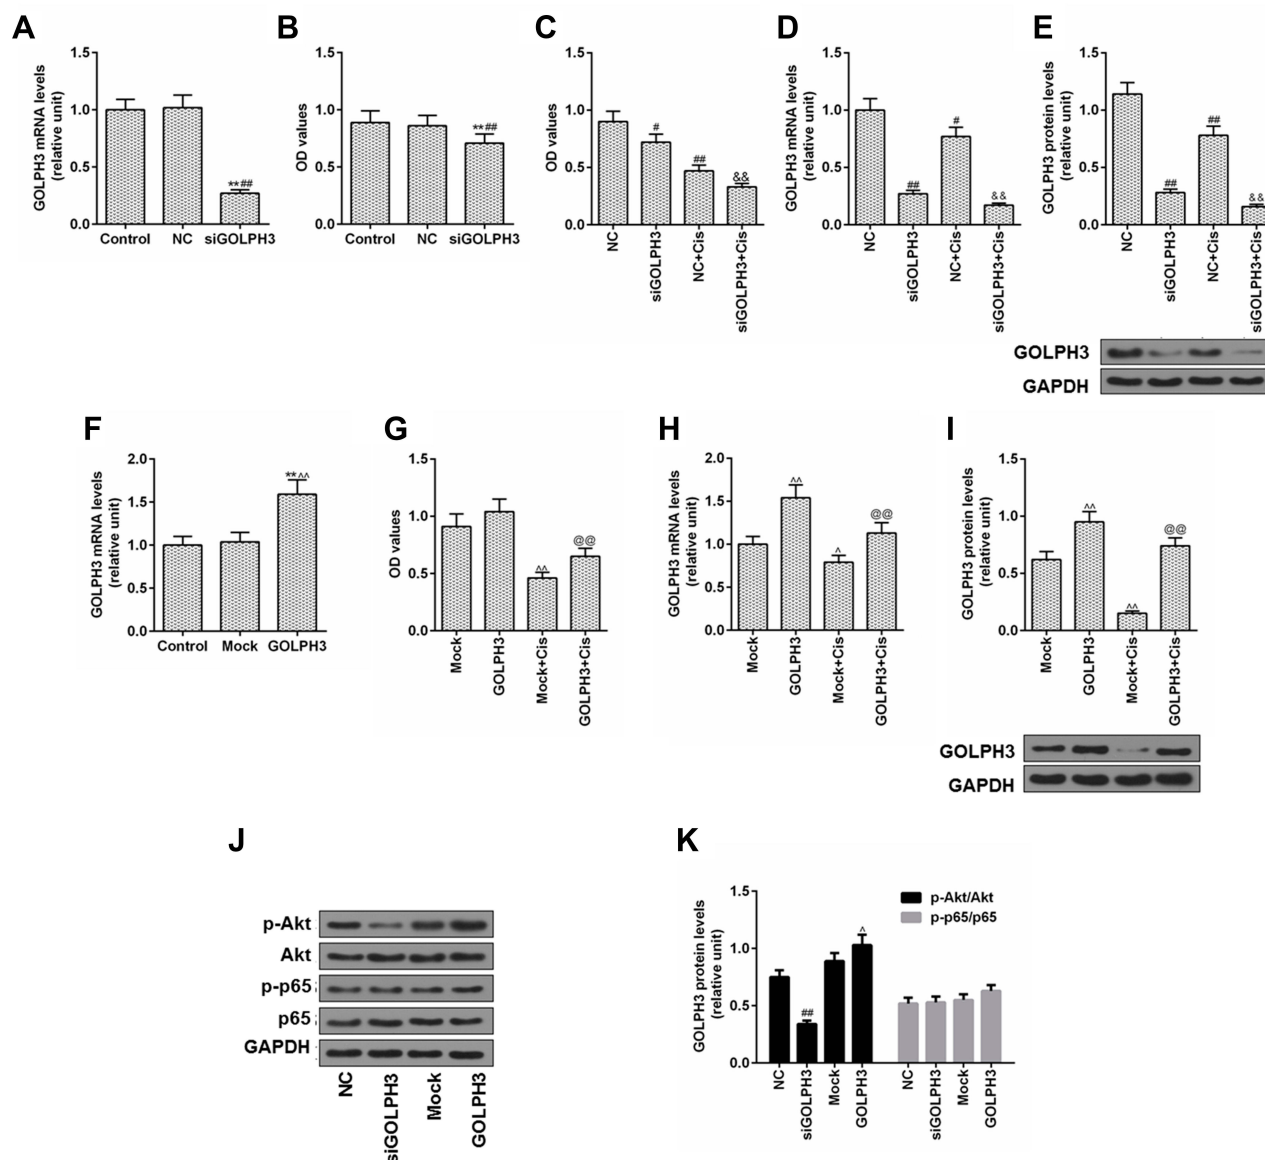 A
GOLPH3 mRNA levels
(relative unit)
1.5
1.0
0.5
0.0
**##
Control NC siGOLPH3
B
OD values
1.5
1.0
0.5
0.0
**##
Control NC siGOLPH3
C
OD values
1.5
1.0
0.5
0.0
#
##
&&
NC
siGOLPH3
NC+Cis
siGOLPH3+Cis
D
GOLPH3 mRNA levels
(relative unit)
1.5
1.0
0.5
0.0
##
#
&&
NC
siGOLPH3
NC+Cis
siGOLPH3+Cis
E
GOLPH3 protein levels
(relative unit)
1.5
1.0
0.5
0.0
##
##
&&
NC
siGOLPH3
NC+Cis
siGOLPH3+Cis
GOLPH3
GAPDH
F
GOLPH3 mRNA levels
(relative unit)
2.0
1.5
1.0
0.5
0.0
**^^
Control Mock GOLPH3
G
OD values
1.5
1.0
0.5
0.0
^^
@@
Mock
GOLPH3
Mock+Cis
GOLPH3+Cis
H
GOLPH3 mRNA levels
(relative unit)
2.0
1.5
1.0
0.5
0.0
^^
^
@@
Mock
GOLPH3
Mock+Cis
GOLPH3+Cis
I
GOLPH3 protein levels
(relative unit)
1.5
1.0
0.5
0.0
^^
^^
@@
Mock
GOLPH3
Mock+Cis
GOLPH3+Cis
GOLPH3
GAPDH
J
p-Akt
Akt
p-p65
p65
GAPDH
NC
siGOLPH3
Mock
GOLPH3
K
GOLPH3 protein levels
(relative unit)
1.5
1.0
0.5
0.0
p-Akt/Akt
p-p65/p65
##
^
NC
siGOLPH3
Mock
GOLPH3
NC
siGOLPH3
Mock
GOLPH3